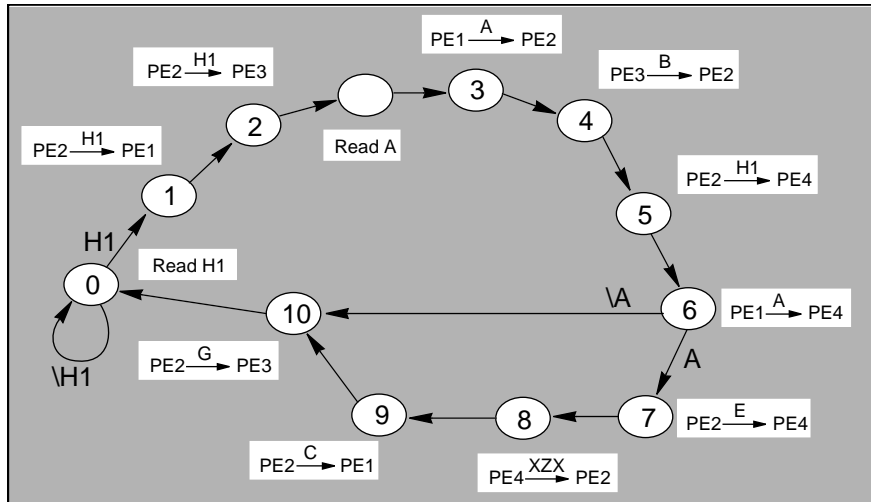 PE1 A PE2
PE2 H1 PE3
PE3 B PE2
3
2
4
Read A
PE2 H1 PE1
PE2 H1 PE4
1
5
H1
Read H1
0
10
\A
6
PE1 A PE4
\H1
PE2 G PE3
A
9
8
7
PE2 E PE4
PE2 C PE1
PE4 XZX PE2